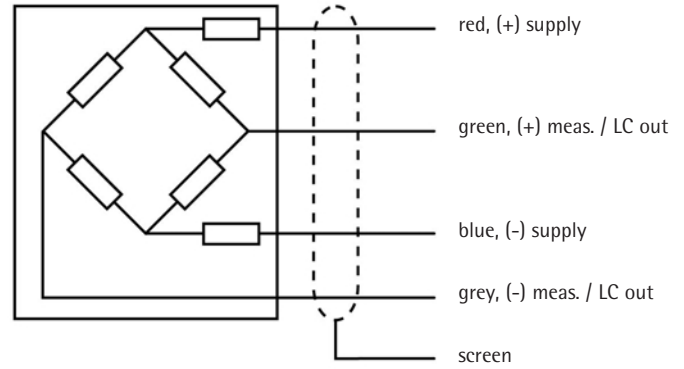 red, (+) supply
green, (+) meas. / LC out
blue, (-) supply
grey, (-) meas. / LC out
screen